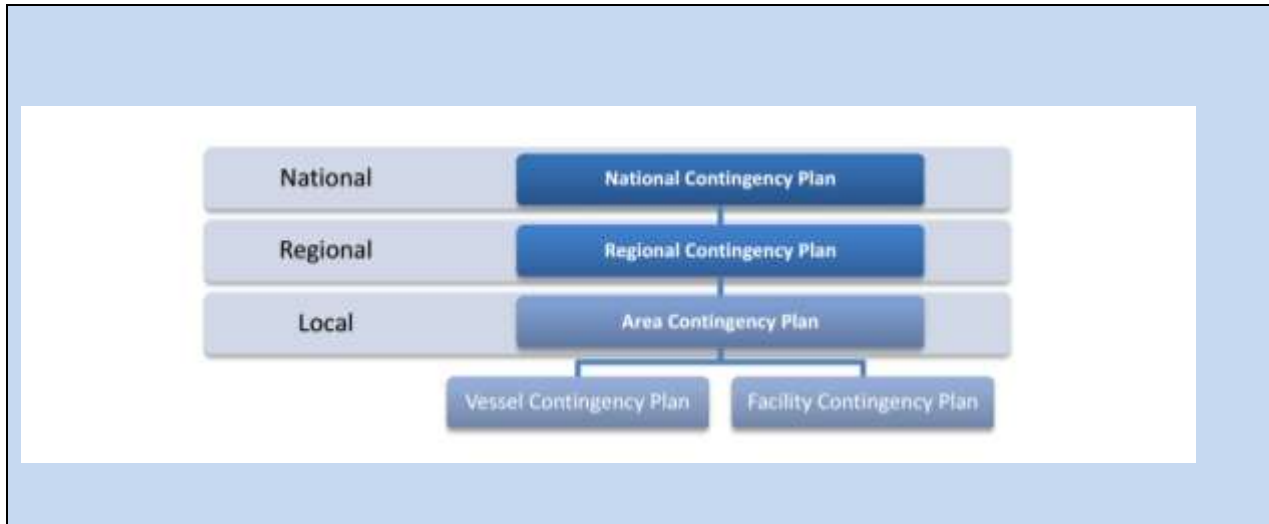 National
National Contingency Plan
Regional
Regional Contingency Plan
Local
Area Contingency Plan
Vessel Contingency Plan
Facility Contingency Plan